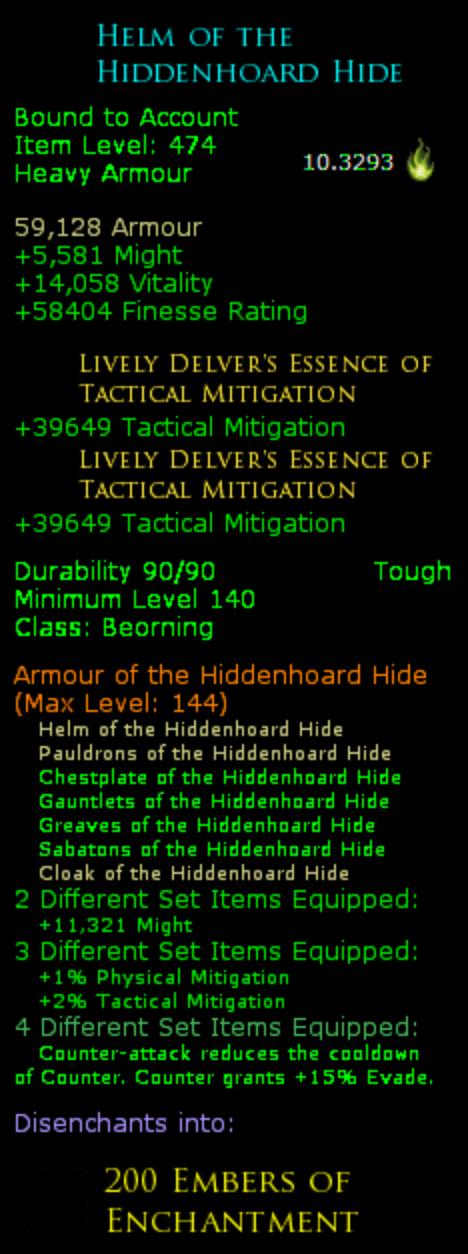 Helm of the
Hiddenhoard Hide
Bound to Account
Item Level: 474
10.3293
Heavy Armour
59,128 Armour
+5,581 Might
+14,058 Vitality
+58404 Finesse Rating
Lively Delver's Essence of
Tactical Mitigation
+39649 Tactical Mitigation
Lively Delver's Essence of
Tactical Mitigation
+39649 Tactical Mitigation
Durability 90/90 Tough
Minimum Level 140
Class: Beorning
Armour of the Hiddenhoard Hide
(Max Level: 144)
Helm of the Hiddenhoard Hide
Pauldrons of the Hiddenhoard Hide
Chestplate of the Hiddenhoard Hide
Gauntlets of the Hiddenhoard Hide
Greaves of the Hiddenhoard Hide
Sabatons of the Hiddenhoard Hide
Cloak of the Hiddenhoard Hide
2 Different Set Items Equipped:
+11,321 Might
3 Different Set Items Equipped:
+1% Physical Mitigation
+2% Tactical Mitigation
4 Different Set Items Equipped:
Counter-attack reduces the cooldown
of Counter. Counter grants +15% Evade.
Disenchants into:
200 Embers of
Enchantment